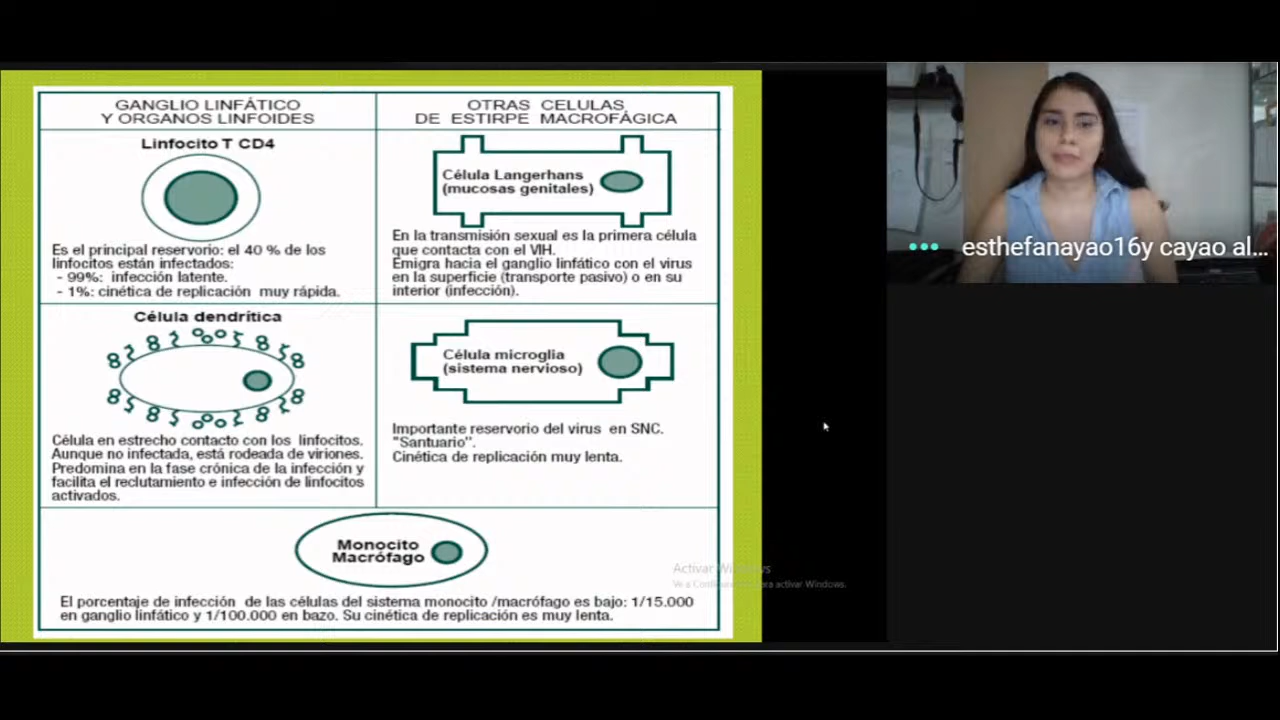 GANGLIO LINFÁTICO
Y ORGANOS LINFOIDES
Linfocito T CD4
Es el principal reservorio: el 40 % de los
linfocitos están infectados:
- 99%: infección latente.
- 1%: cinética de replicación muy rápida.
OTRAS CELULAS
DE ESTIRPE MACROFÁGICA
Célula Langerhans
(mucosas genitales)
En la transmisión sexual es la primera célula
que contacta con el VIH.
Emigra hacia el ganglio linfático con el virus
en la superficie (transporte pasivo) o en su
interior (infección).
Célula dendrítica
Célula en estrecho contacto con los linfocitos.
Aunque no infectada, está rodeada de viriones.
Predomina en la fase crónica de la infección y
facilita el reclutamiento e infección de linfocitos
activados.
Célula microglia
(sistema nervioso)
Importante reservorio del virus en SNC.
"Santuario".
Cinética de replicación muy lenta.
Monocito
Macrófago
El porcentaje de infección de las células del sistema monocito /macrófago es bajo: 1/15.000
en ganglio linfático y 1/100.000 en bazo. Su cinética de replicación es muy lenta.
Activar Windows
Ve a Configuración para activar Windows.
esthefanayao16y cayao al...